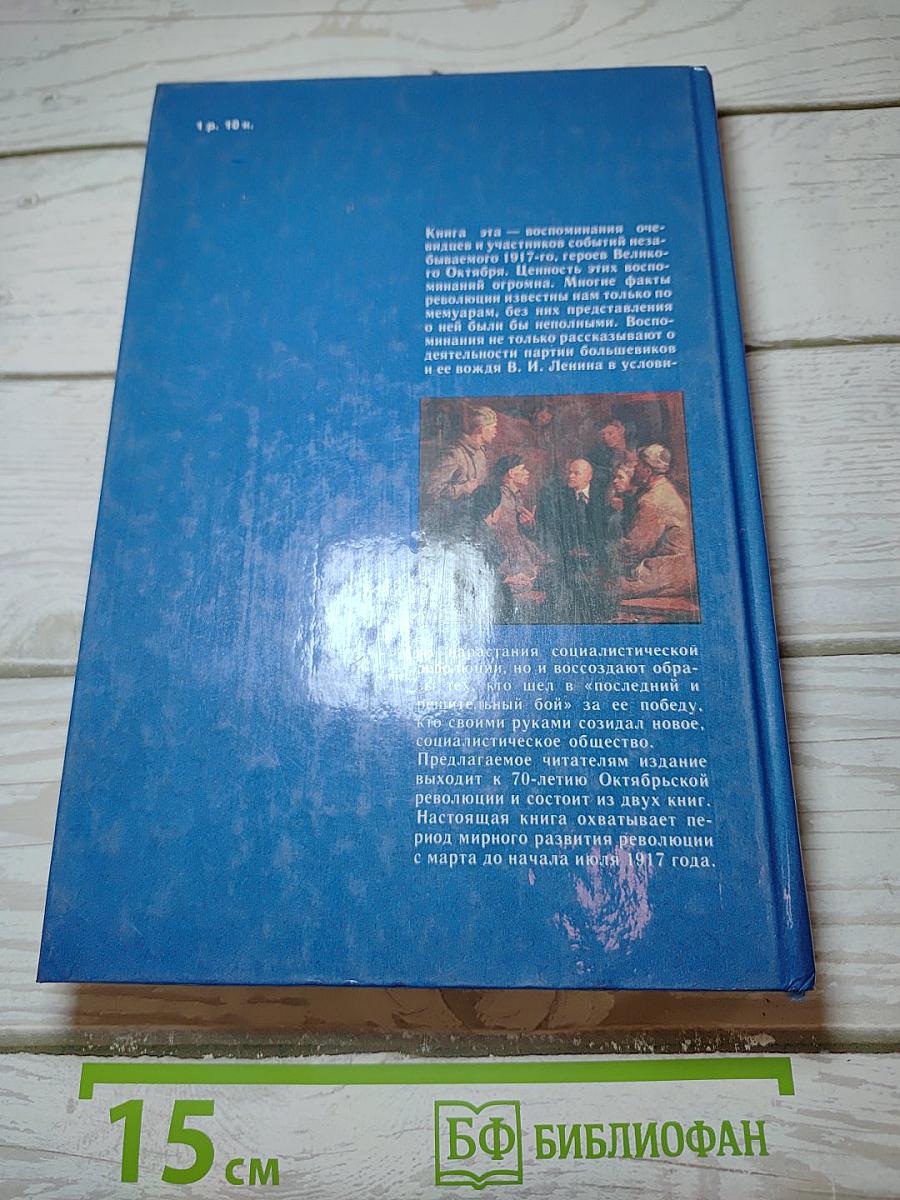 1 р. 10 к.
Книга эта — воспоминания оче-
видцев и участников событий неза-
бываемого 1917-го, героев Велико-
го Октября. Ценность этих воспо-
минаний огромна. Многие факты
революции известны нам только по
мемуарам, без них представления
о ней были бы неполными. Воспо-
минания не только рассказывают о
деятельности партии большевиков
и ее вождя В. И. Ленина в услови-
нарастания социалистической
революции, но и воссоздают обра-
зы тех, кто шел в «последний и
решительный бой» за ее победу,
кто своими руками созидал новое,
социалистическое общество.
Предлагаемое читателям издание
выходит к 70-летию Октябрьской
революции и состоит из двух книг.
Настоящая книга охватывает пе-
риод мирного развития революции
с марта до начала июля 1917 года.
15 см
БФ БИБЛИОФАН